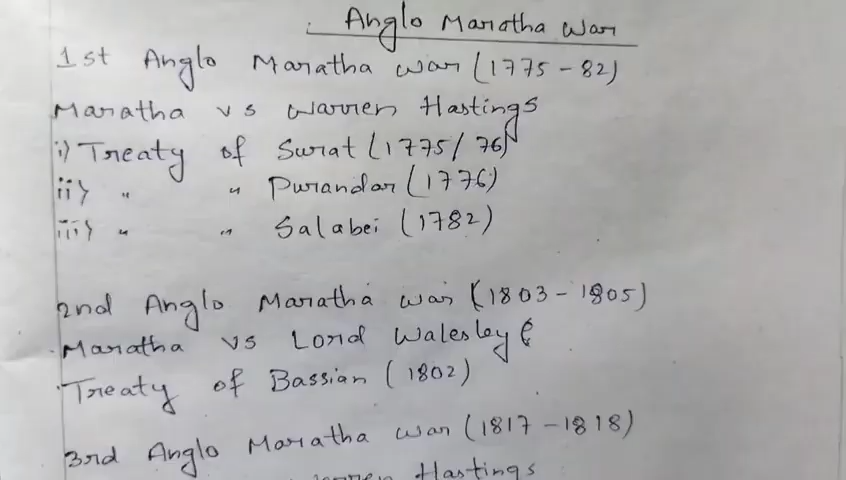 Anglo Maratha War
1st Anglo Maratha War (1775-82)
Maratha vs Warren Hastings
i) Treaty of Surat (1775/76)
ii) " " Purandar (1776)
iii) " " Salabei (1782)
2nd Anglo Maratha War (1803-1805)
Maratha vs Lord Walesley
Treaty of Bassian (1802)
3rd Anglo Maratha War (1817-1818)
Hastings